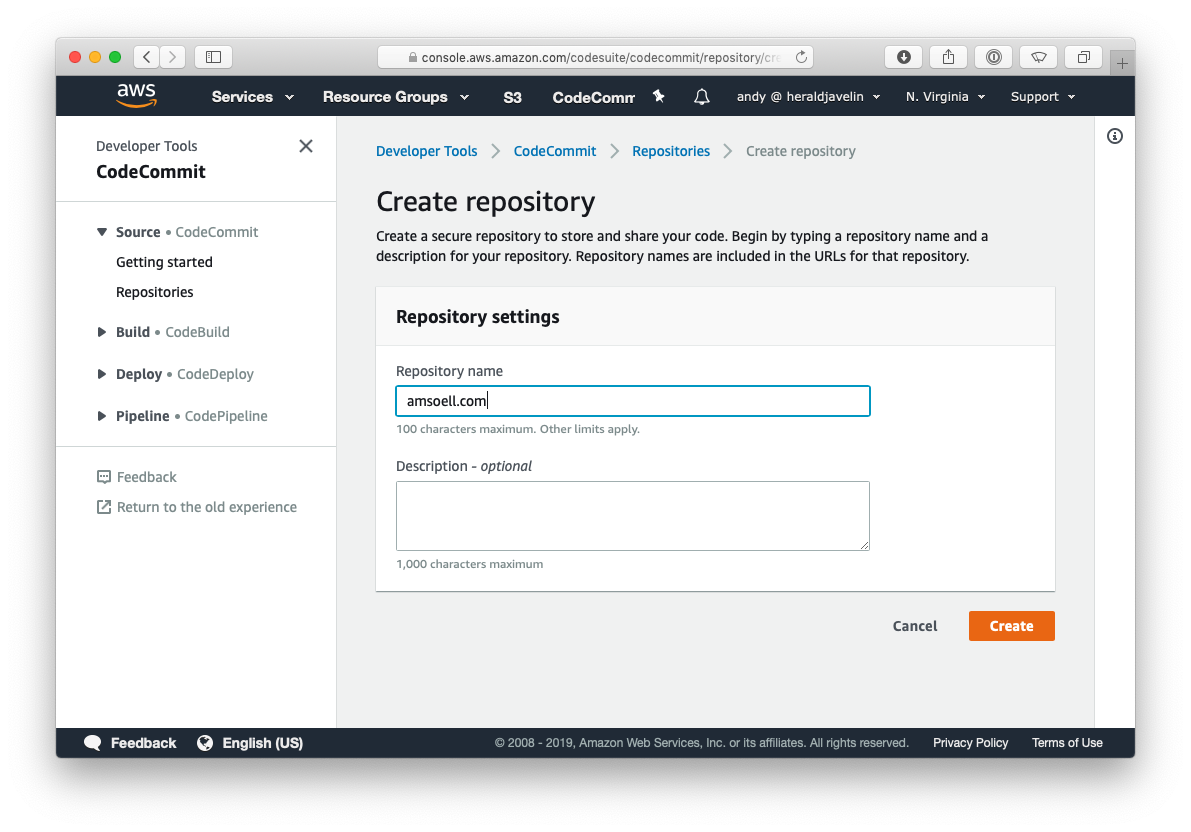 console.aws.amazon.com/codesuite/codecommit/repository/cre
aws Services Resource Groups S3 CodeComm andy @ heraldjavelin N. Virginia Support
Developer Tools
CodeCommit
Source • CodeCommit
Getting started
Repositories
Build • CodeBuild
Deploy • CodeDeploy
Pipeline • CodePipeline
Feedback
Return to the old experience
Developer Tools CodeCommit Repositories Create repository
Create repository
Create a secure repository to store and share your code. Begin by typing a repository name and a
description for your repository. Repository names are included in the URLs for that repository.
Repository settings
Repository name
amsoell.com
100 characters maximum. Other limits apply.
Description - optional
1,000 characters maximum
Cancel Create
Feedback English (US) © 2008 - 2019, Amazon Web Services, Inc. or its affiliates. All rights reserved. Privacy Policy Terms of Use